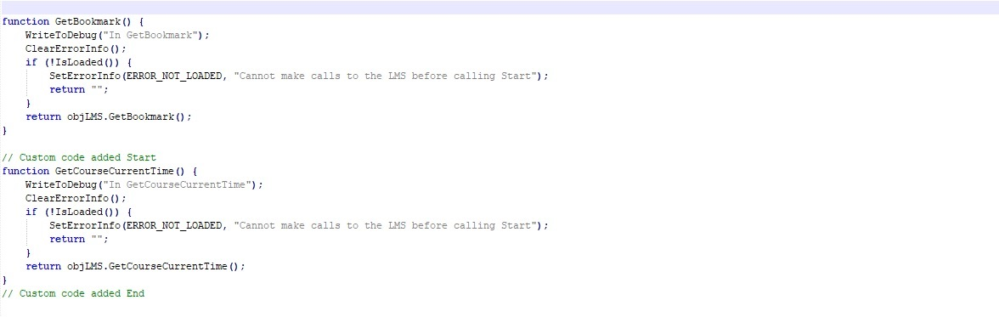 function GetBookmark() {
WriteToDebug("In GetBookmark");
ClearErrorInfo();
if (!IsLoaded()) {
SetErrorInfo(ERROR_NOT_LOADED, "Cannot make calls to the LMS before calling Start");
return "";
}
return objLMS.GetBookmark();
}
// Custom code added Start
function GetCourseCurrentTime() {
WriteToDebug("In GetCourseCurrentTime");
ClearErrorInfo();
if (!IsLoaded()) {
SetErrorInfo(ERROR_NOT_LOADED, "Cannot make calls to the LMS before calling Start");
return "";
}
return objLMS.GetCourseCurrentTime();
}
// Custom code added End